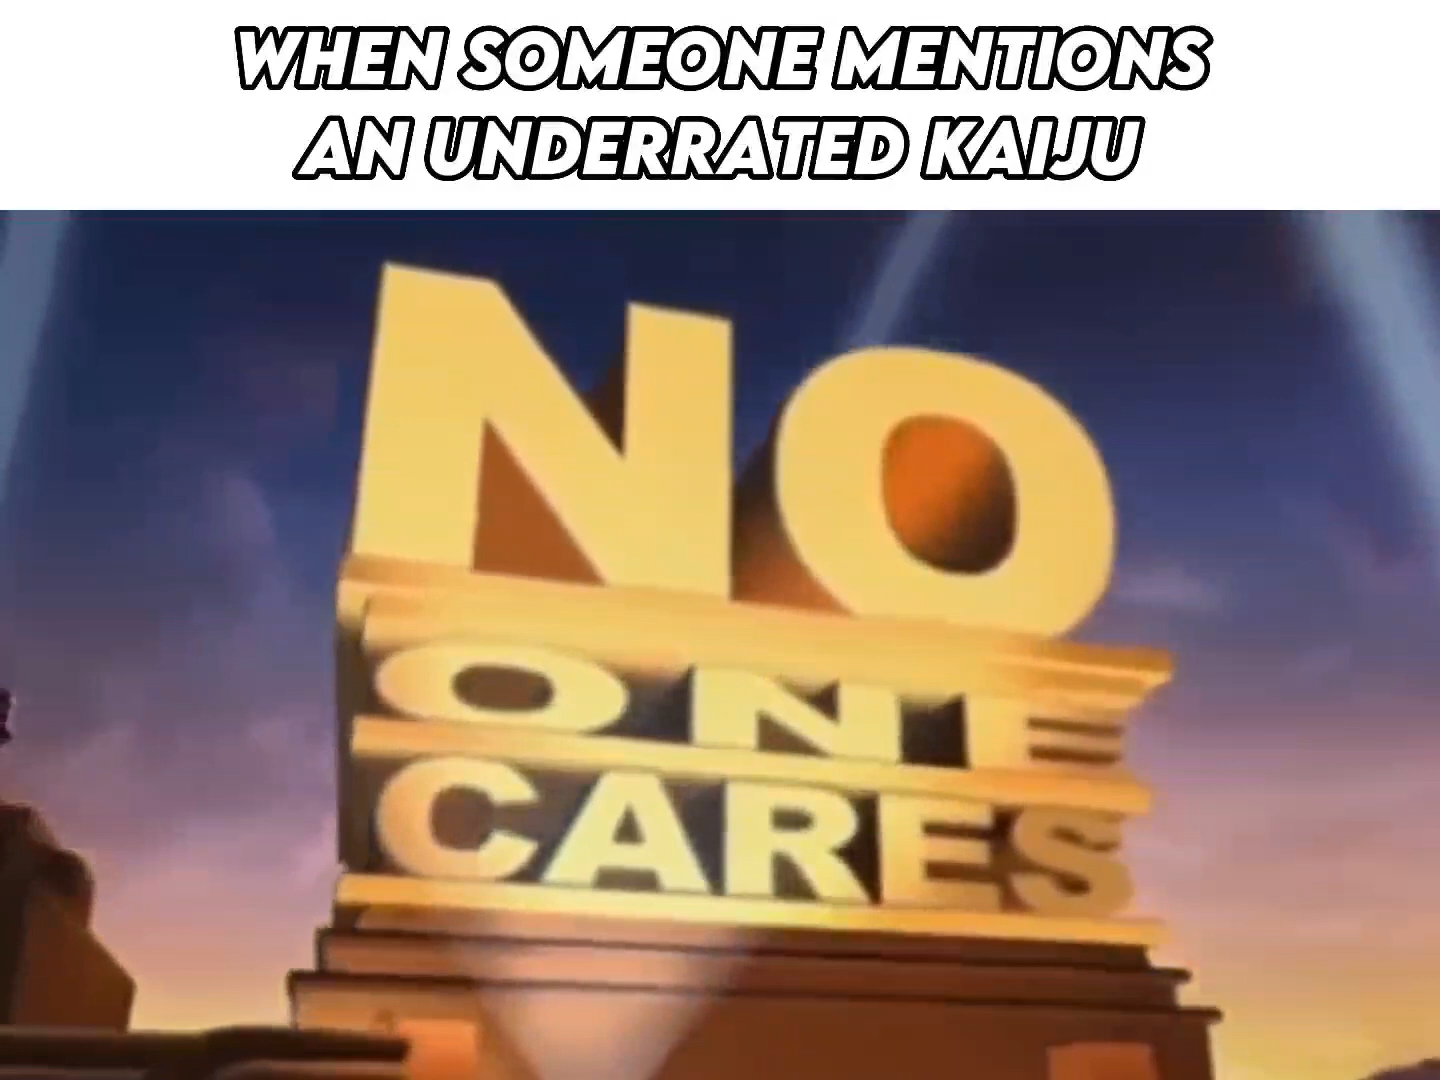 WHEN SOMEONE MENTIONS
AN UNDERRATED KAIJU
NO
ONE
CARES